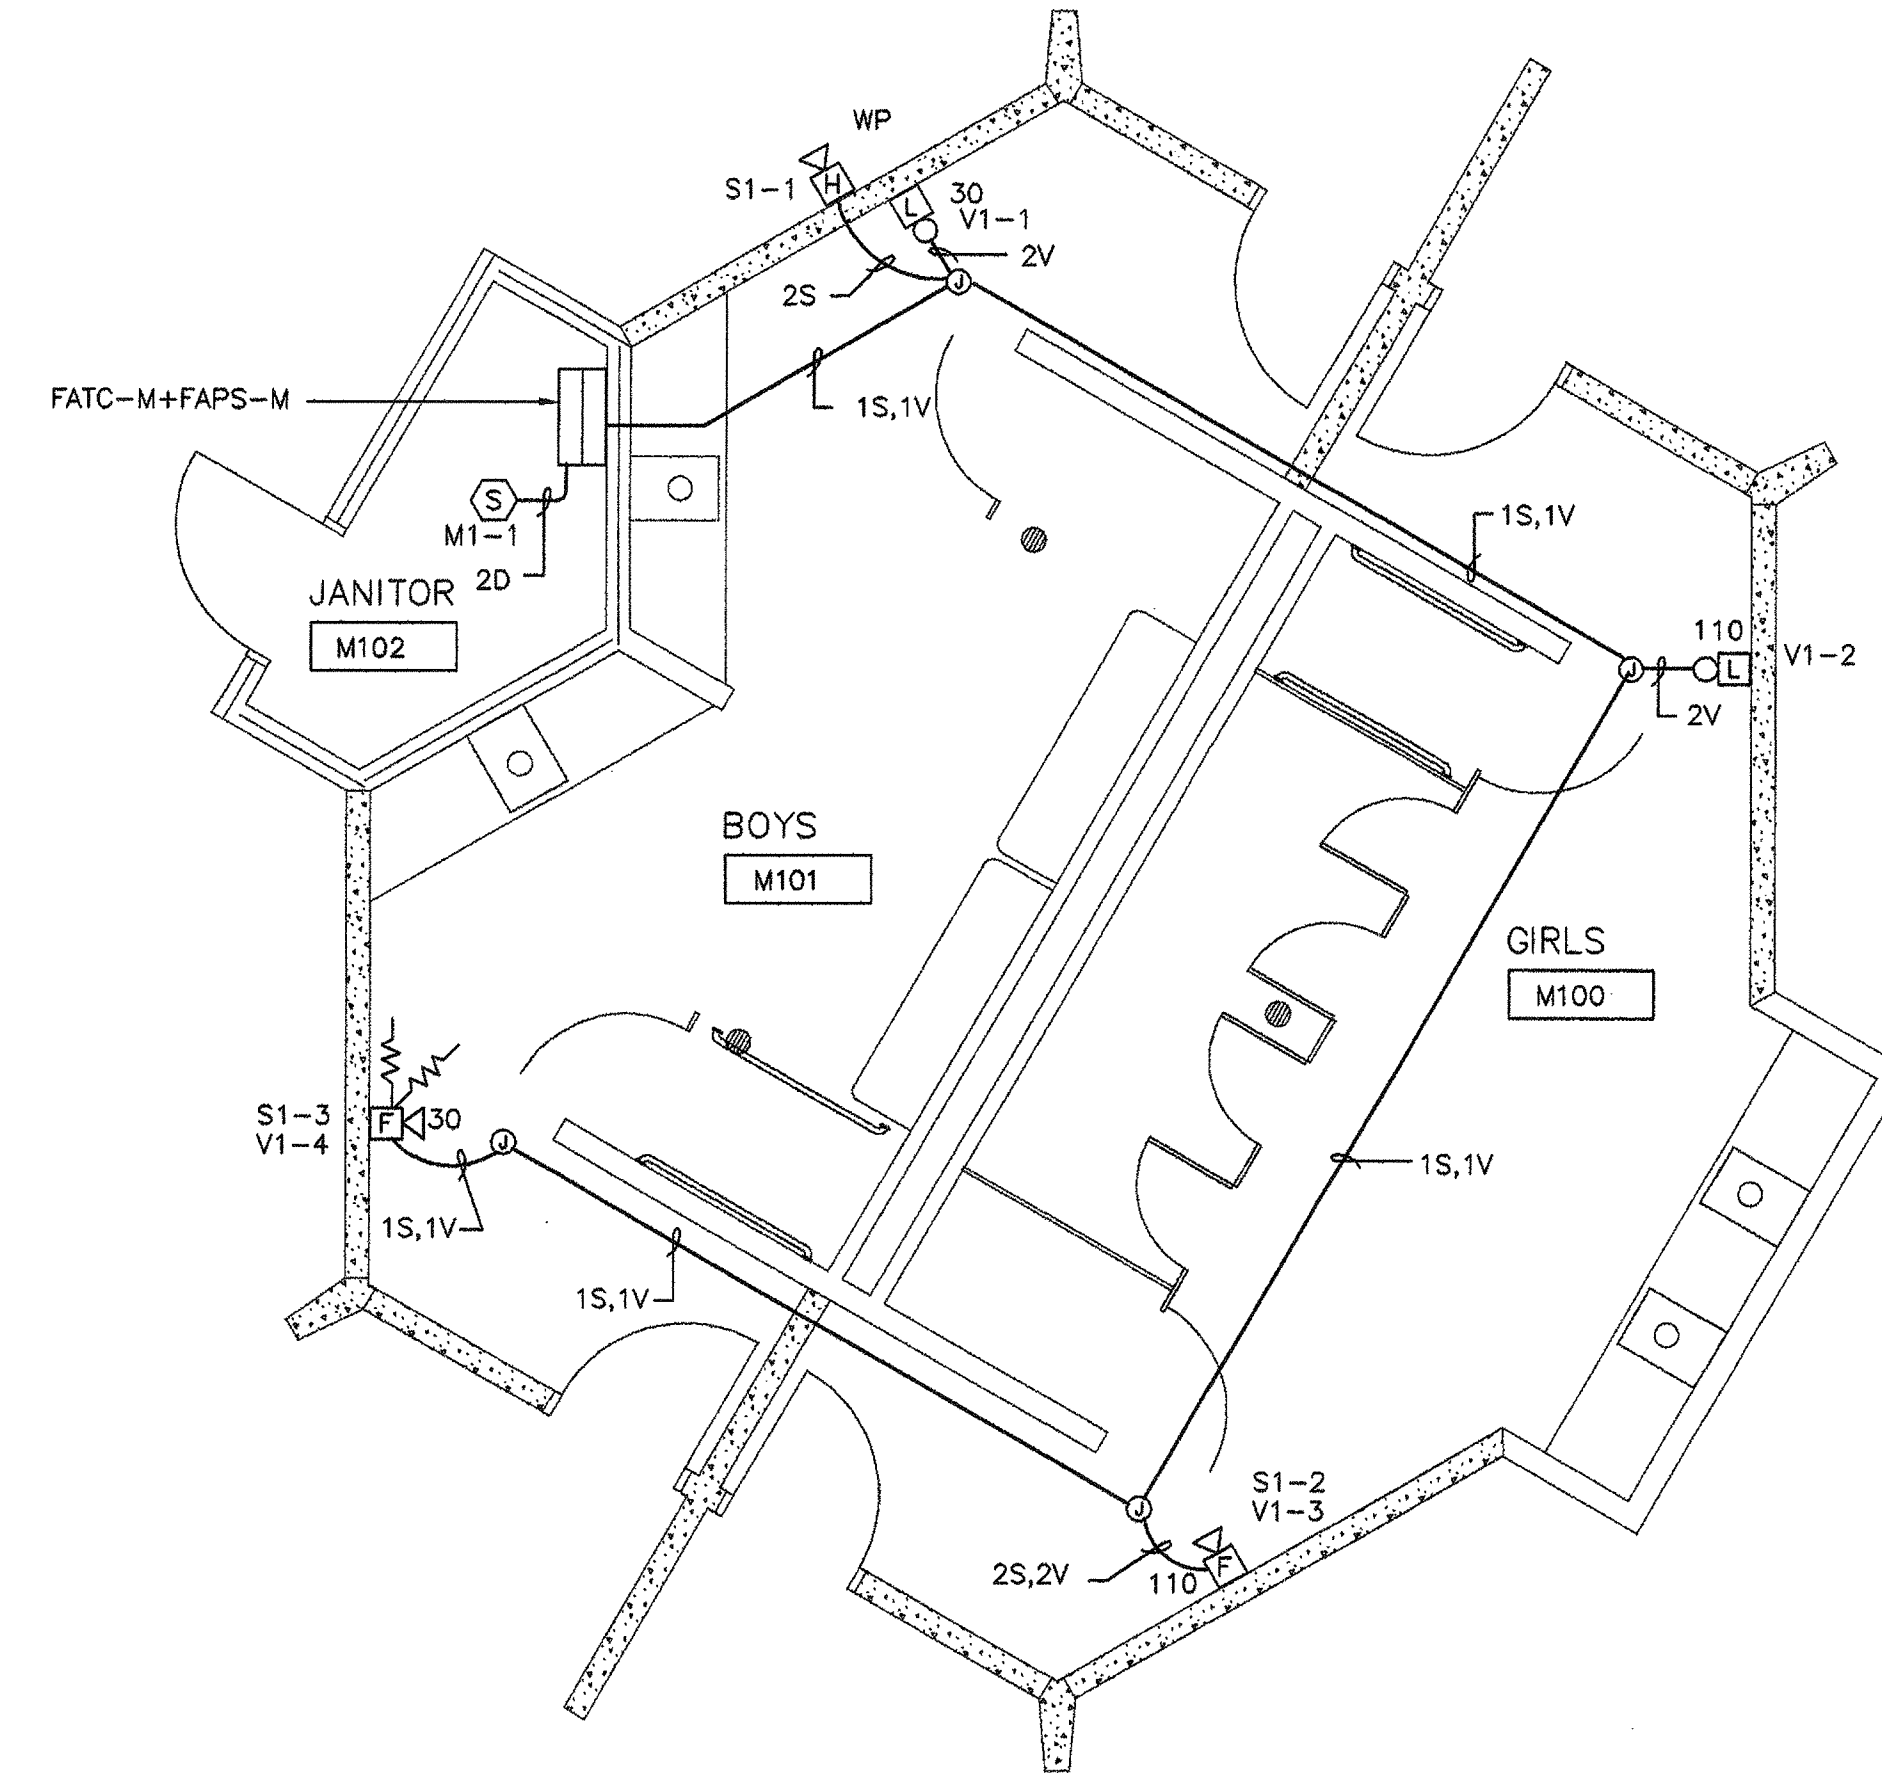 WP
S1-1
H
L
30
V1-1
2V
J
2S
FATC-M+FAPS-M
1S,1V
S
M1-1
2D
JANITOR
M102
1S,1V
110
J
L
V1-2
2V
BOYS
M101
GIRLS
M100
S1-3
V1-4
F
30
J
1S,1V
1S,1V
1S,1V
S1-2
V1-3
J
2S,2V
110
F